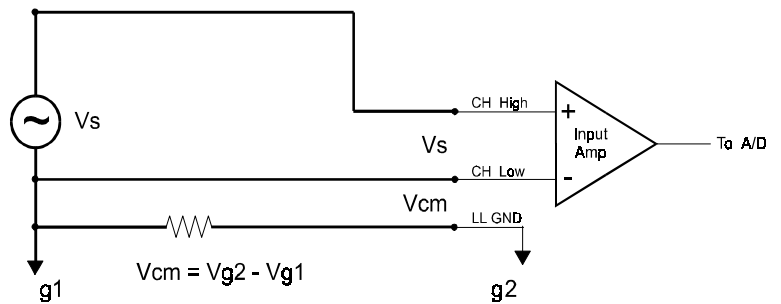 CH High
+
Vs
Input
Amp
To A/D
Vs
CH Low
-
Vcm
LL GND
Vcm = Vg2 - Vg1
g1
g2